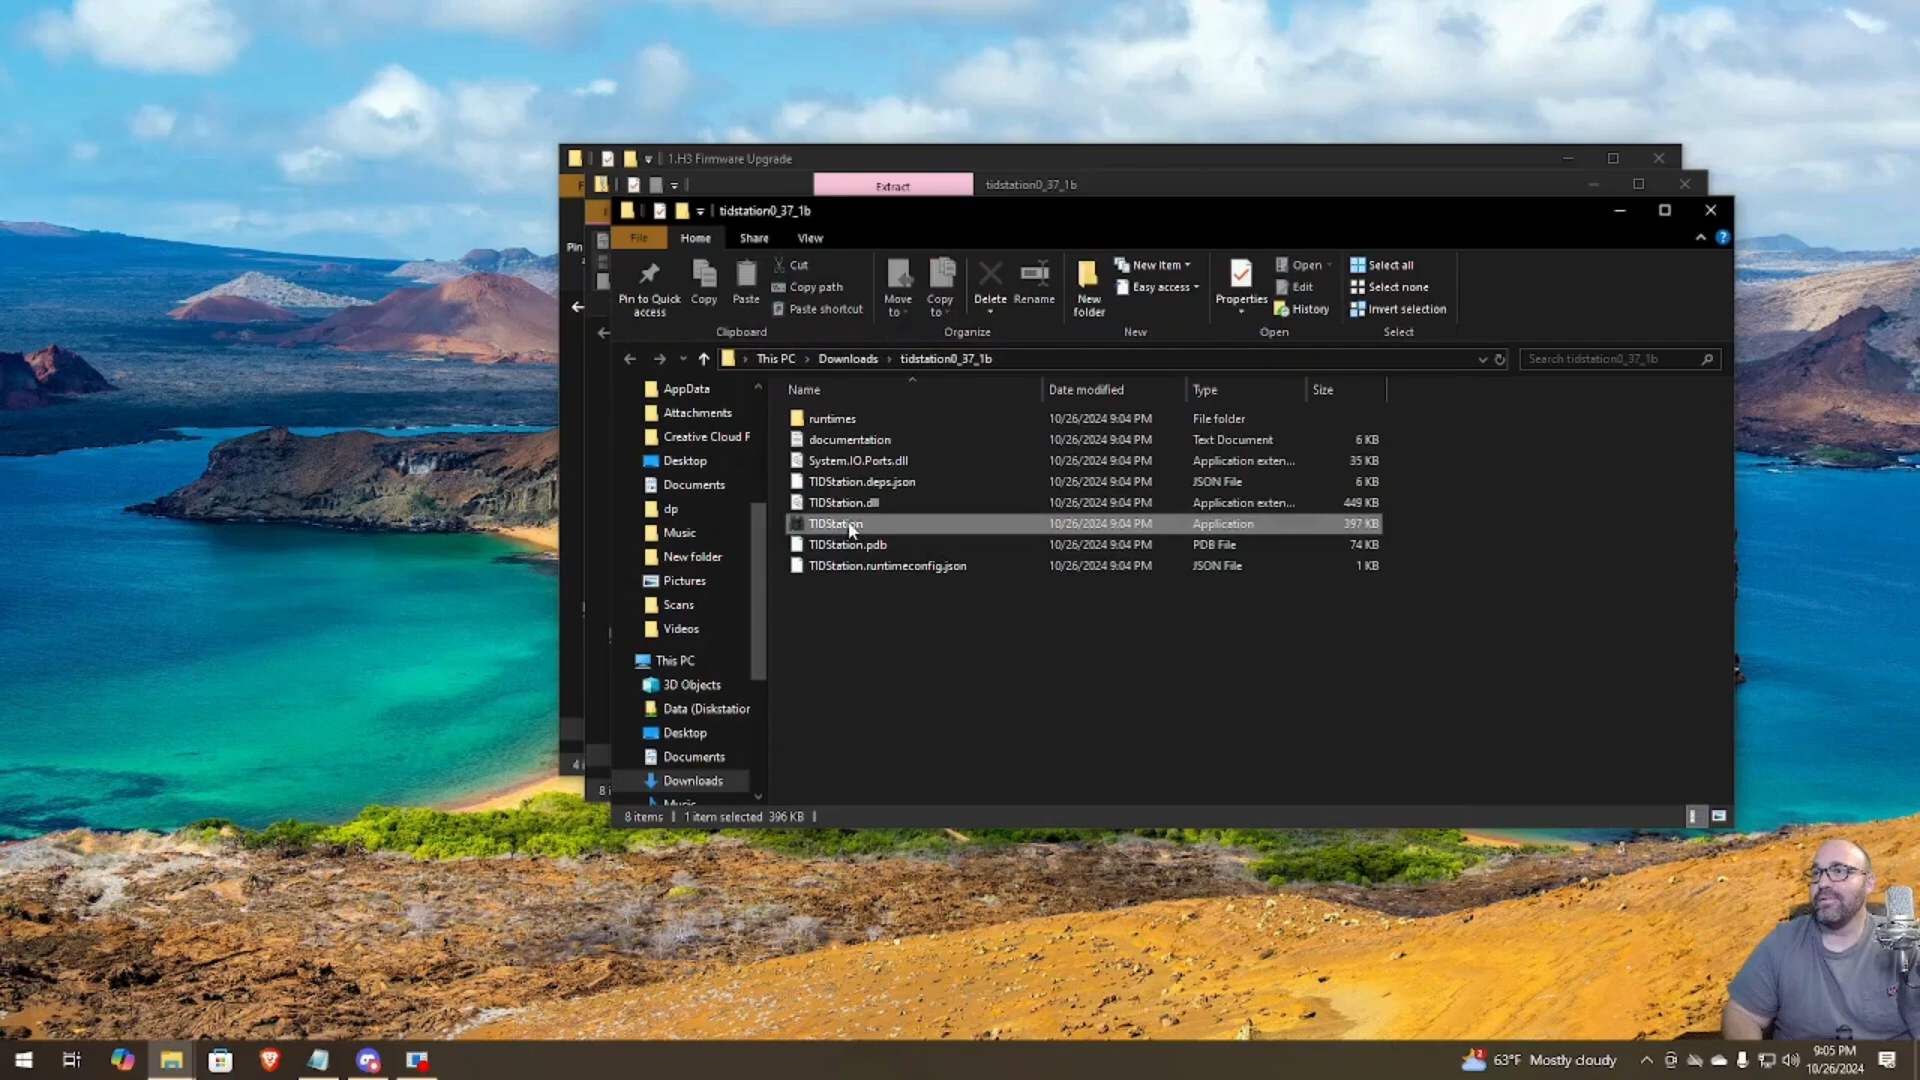 1.H3 Firmware Upgrade
Extract
tidstation0_37_1b
tidstation0_37_1b
File
Home
Share
View
Pin to Quick access
Copy
Paste
Cut
Copy path
Paste shortcut
Move to
Copy to
Delete
Rename
New folder
New item
Easy access
Properties
Open
Edit
History
Select all
Select none
Invert selection
Clipboard
Organize
New
Open
Select
Pin
This PC
Downloads
tidstation0_37_1b
Search tidstation0_37_1b
AppData
Attachments
Creative Cloud F
Desktop
Documents
dp
Music
New folder
Pictures
Scans
Videos
This PC
3D Objects
Data (Diskstation
Desktop
Documents
Downloads
Music
Name Date modified Type Size
runtimes 10/26/2024 9:04 PM File folder
documentation 10/26/2024 9:04 PM Text Document 6 KB
System.IO.Ports.dll 10/26/2024 9:04 PM Application exten... 35 KB
TIDStation.deps.json 10/26/2024 9:04 PM JSON File 6 KB
TIDStation.dll 10/26/2024 9:04 PM Application exten... 449 KB
TIDStation 10/26/2024 9:04 PM Application 397 KB
TIDStation.pdb 10/26/2024 9:04 PM PDB File 74 KB
TIDStation.runtimeconfig.json 10/26/2024 9:04 PM JSON File 1 KB
8 items 1 item selected 396 KB
63°F Mostly cloudy
9:05 PM
10/26/2024